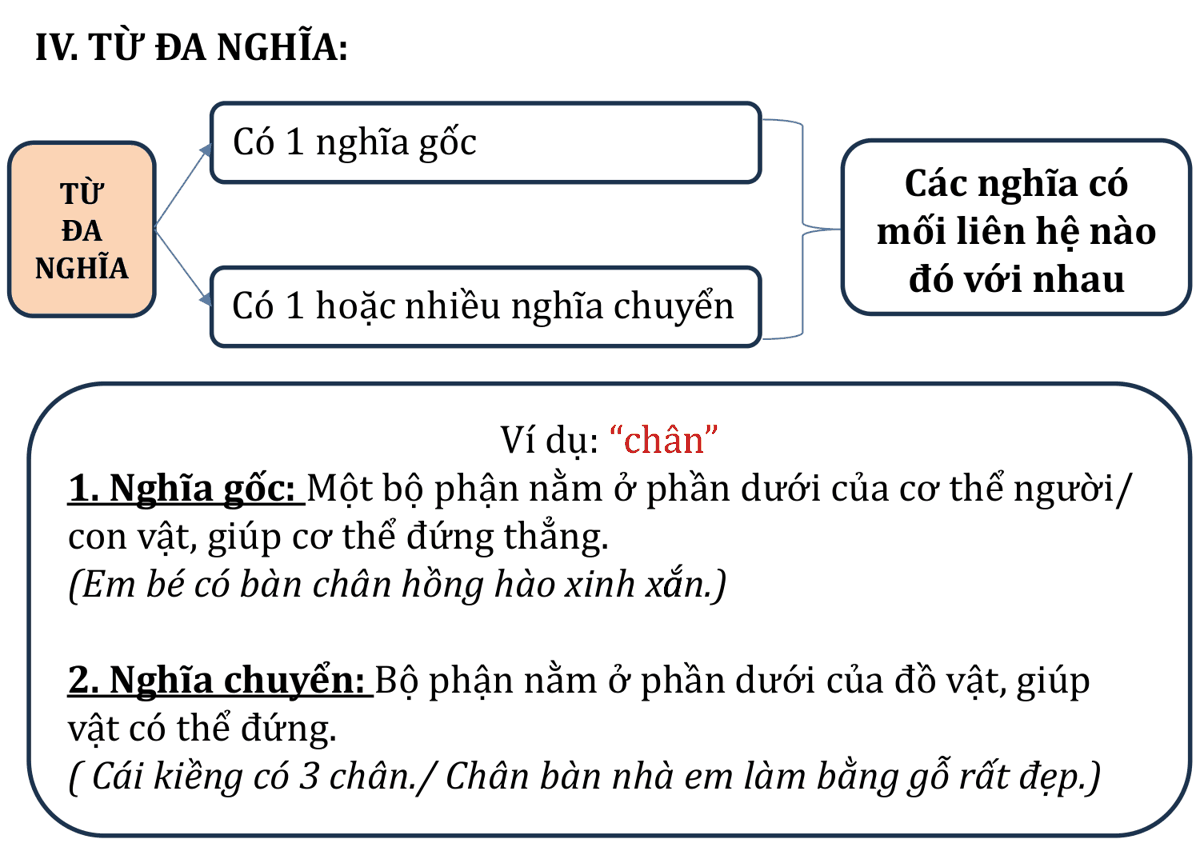 IV. TỪ ĐA NGHĨA:
TỪ
ĐA
NGHĨA
Có 1 nghĩa gốc
Có 1 hoặc nhiều nghĩa chuyển
Các nghĩa có
mối liên hệ nào
đó với nhau
Ví dụ: “chân”
1. Nghĩa gốc: Một bộ phận nằm ở phần dưới của cơ thể người/
con vật, giúp cơ thể đứng thẳng.
(Em bé có bàn chân hồng hào xinh xắn.)
2. Nghĩa chuyển: Bộ phận nằm ở phần dưới của đồ vật, giúp
vật có thể đứng.
( Cái kiềng có 3 chân./ Chân bàn nhà em làm bằng gỗ rất đẹp.)